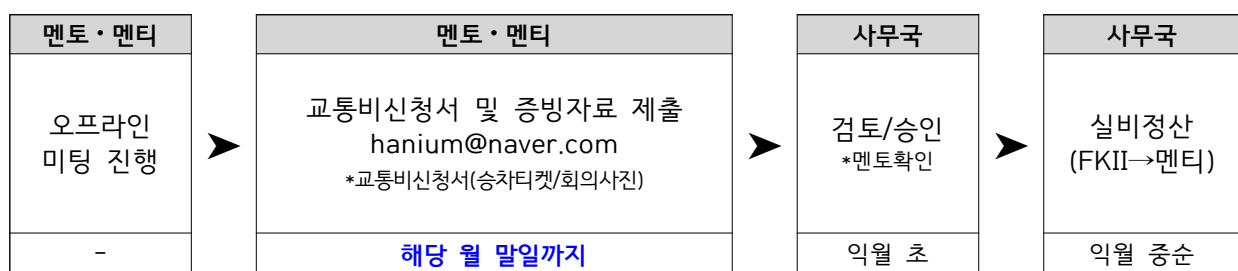 멘토・멘티
오프라인
미팅 진행
-
➤
멘토・멘티
교통비신청서 및 증빙자료 제출
hanium@naver.com
*교통비신청서(승차티켓/회의사진)
해당 월 말일까지
➤
사무국
검토/승인
*멘토확인
익월 초
➤
사무국
실비정산
(FKII→멘티)
익월 중순